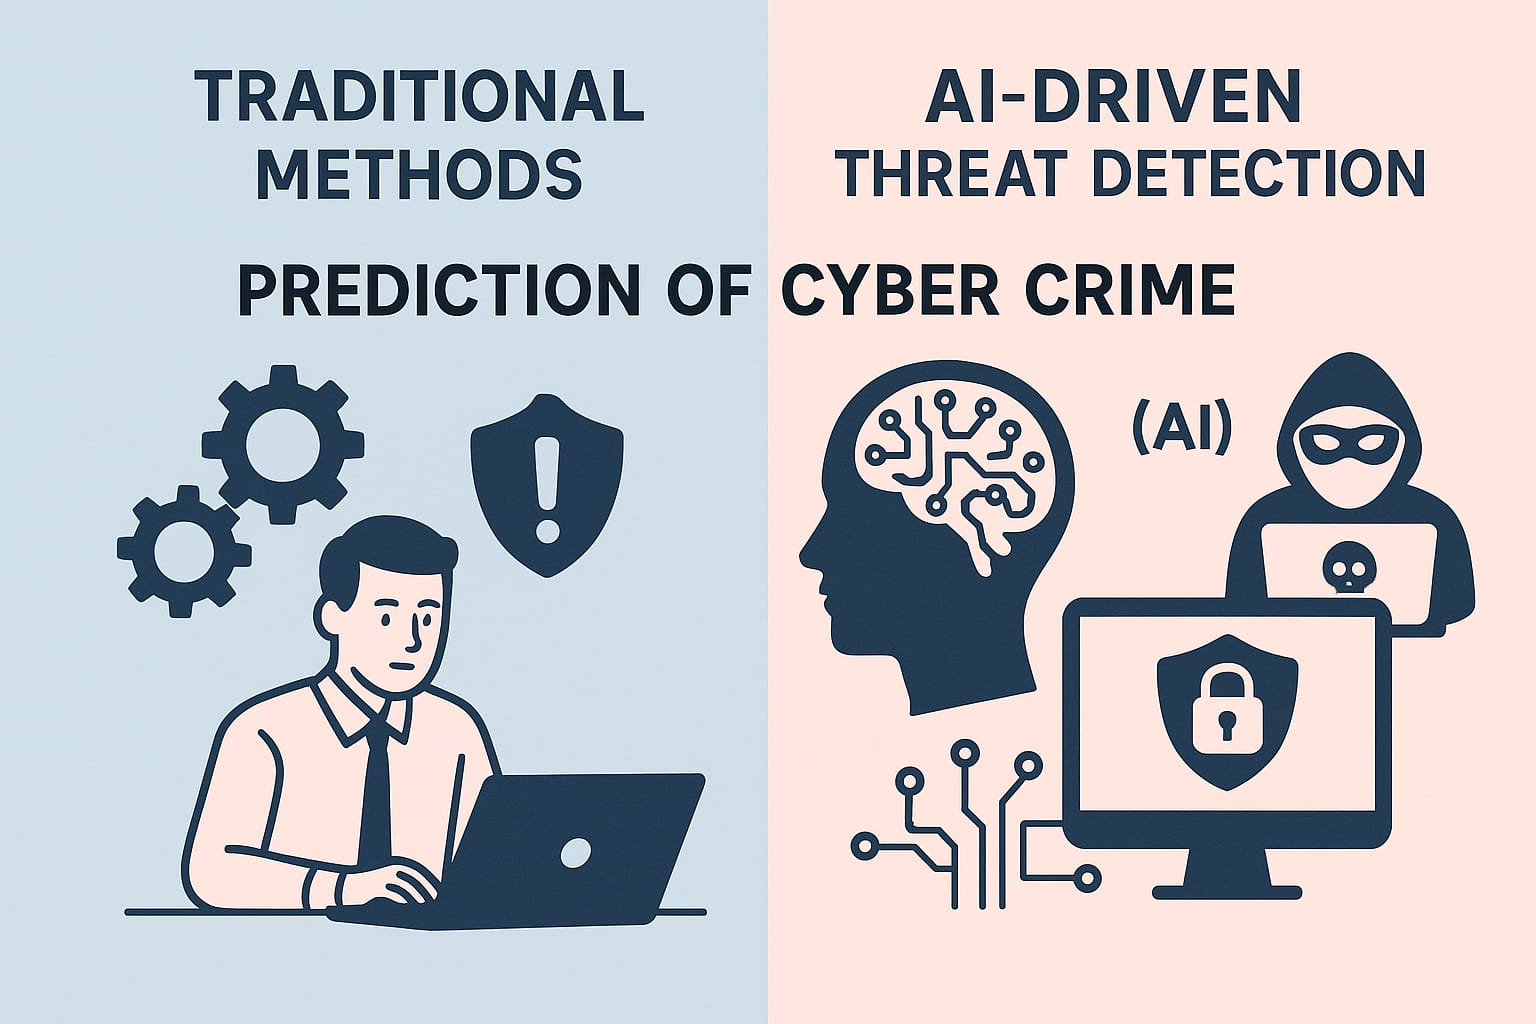 TRADITIONAL
METHODS
AI-DRIVEN
THREAT DETECTION
PREDICTION OF CYBER CRIME
(AI)